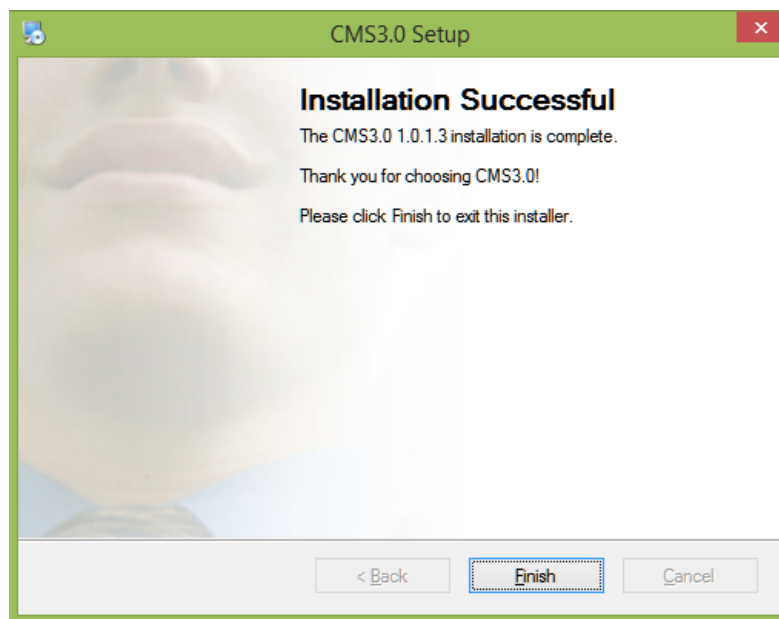 CMS3.0 Setup
Installation Successful
The CMS3.0 1.0.1.3 installation is complete.
Thank you for choosing CMS3.0!
Please click Finish to exit this installer.
< Back Finish Cancel